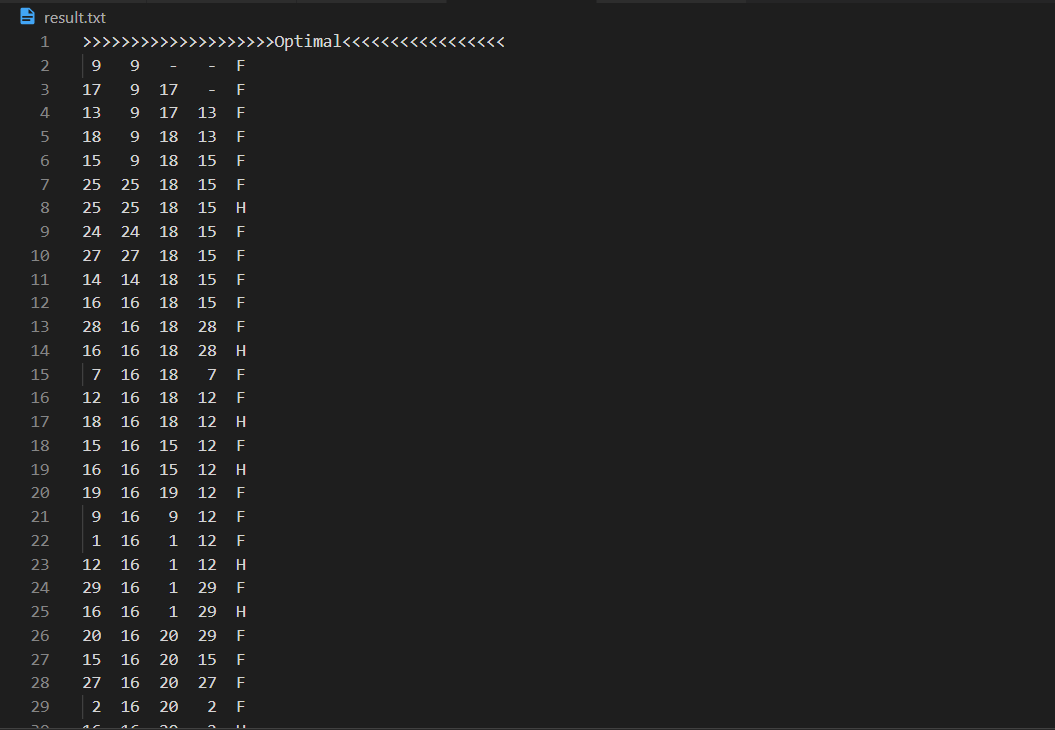 result.txt
1 >>>>>>>>>>>>>>>>>>>>Optimal<<<<<<<<<<<<<<<<<
2 9 9 - - F
3 17 9 17 - F
4 13 9 17 13 F
5 18 9 18 13 F
6 15 9 18 15 F
7 25 25 18 15 F
8 25 25 18 15 H
9 24 24 18 15 F
10 27 27 18 15 F
11 14 14 18 15 F
12 16 16 18 15 F
13 28 16 18 28 F
14 16 16 18 28 H
15 7 16 18 7 F
16 12 16 18 12 F
17 18 16 18 12 H
18 15 16 15 12 F
19 16 16 15 12 H
20 19 16 19 12 F
21 9 16 9 12 F
22 1 16 1 12 F
23 12 16 1 12 H
24 29 16 1 29 F
25 16 16 1 29 H
26 20 16 20 29 F
27 15 16 20 15 F
28 27 16 20 27 F
29 2 16 20 2 F